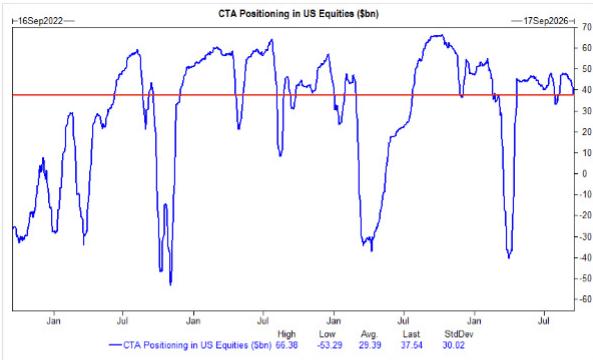 CTA Positioning in US Equities ($bn)
16Sep2022
17Sep2026
70
60
50
40
30
20
10
0
-10
-20
-30
-40
-50
-60
Jan Jul Jan Jul Jan Jul Jan Jul
High Low Avg. Last StdDev
CTA Positioning in US Equities ($bn) 66.38 -53.29 29.39 37.54 30.02